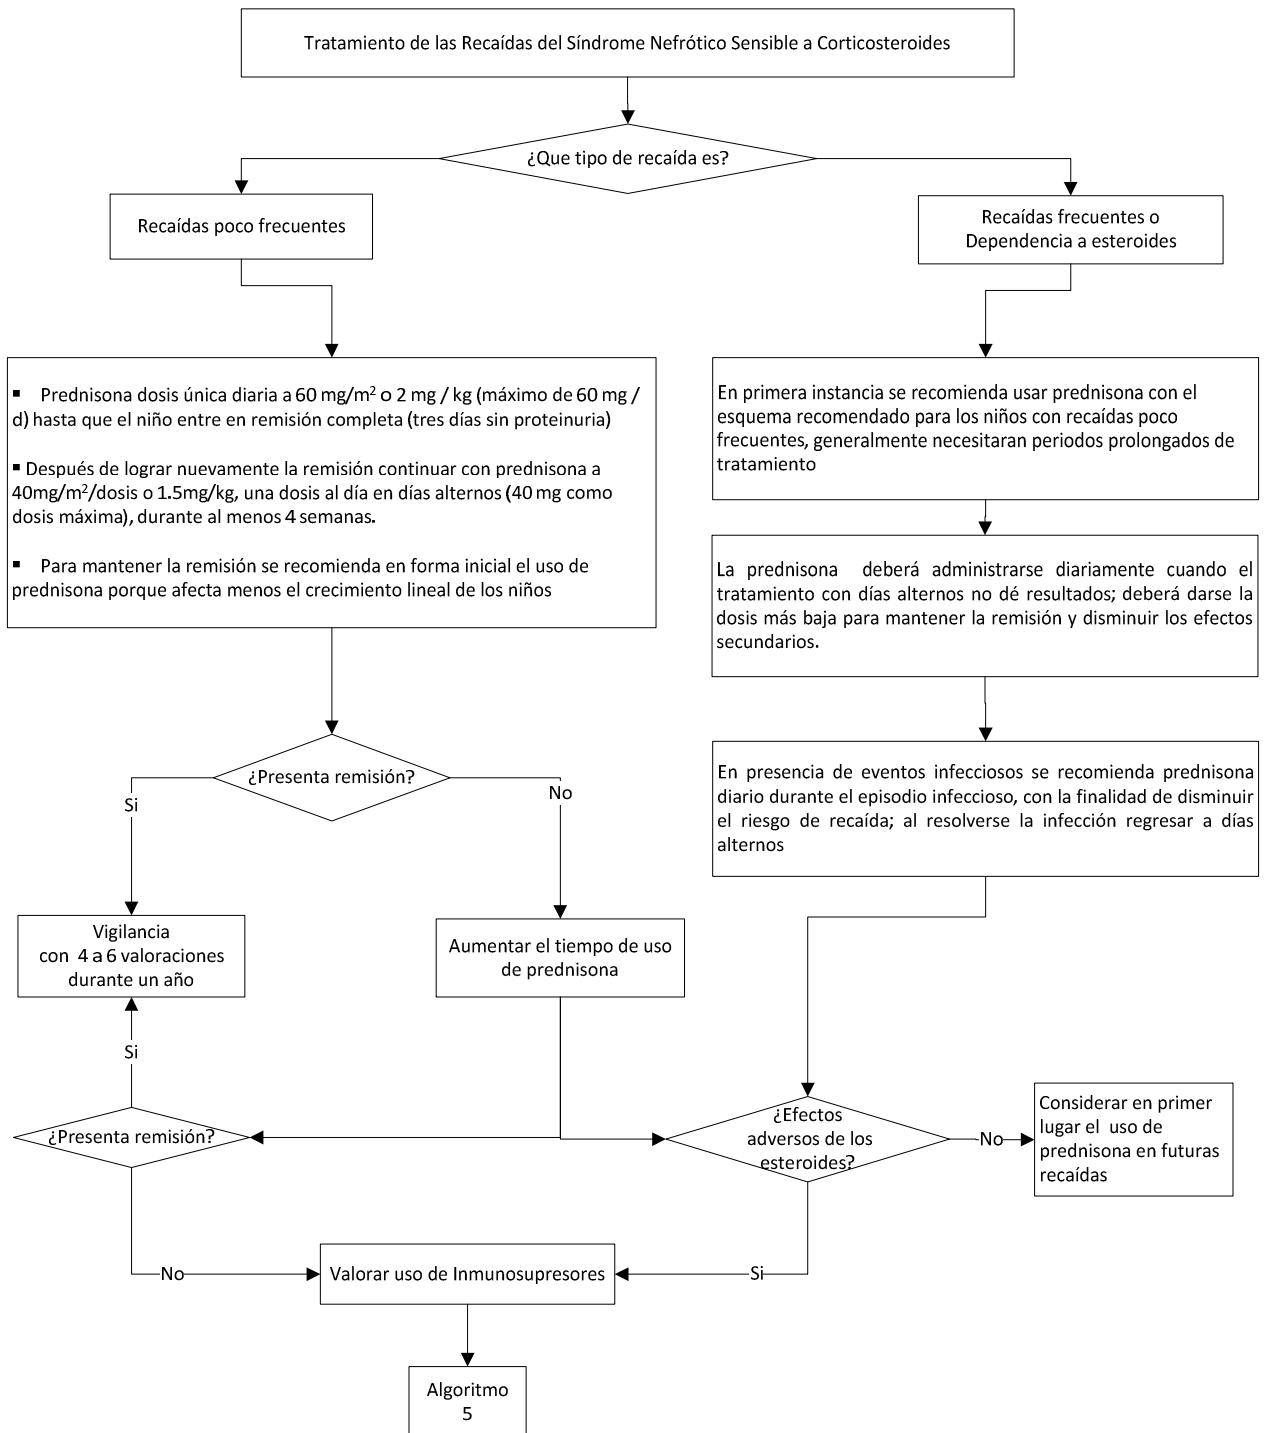 Tratamiento de las Recaídas del Síndrome Nefrótico Sensible a Corticosteroides
¿Que tipo de recaída es?
Recaídas poco frecuentes
Recaídas frecuentes o
Dependencia a esteroides
▪ Prednisona dosis única diaria a 60 mg/m² o 2 mg / kg (máximo de 60 mg /
d) hasta que el niño entre en remisión completa (tres días sin proteinuria)
▪ Después de lograr nuevamente la remisión continuar con prednisona a
40mg/m²/dosis o 1.5mg/kg, una dosis al día en días alternos (40 mg como
dosis máxima), durante al menos 4 semanas.
▪ Para mantener la remisión se recomienda en forma inicial el uso de
prednisona porque afecta menos el crecimiento lineal de los niños
En primera instancia se recomienda usar prednisona con el
esquema recomendado para los niños con recaídas poco
frecuentes, generalmente necesitaran periodos prolongados de
tratamiento
La prednisona deberá administrarse diariamente cuando el
tratamiento con días alternos no dé resultados; deberá darse la
dosis más baja para mantener la remisión y disminuir los efectos
secundarios.
En presencia de eventos infecciosos se recomienda prednisona
diario durante el episodio infeccioso, con la finalidad de disminuir
el riesgo de recaída; al resolverse la infección regresar a días
alternos
¿Presenta remisión?
Si
No
Vigilancia
con 4 a 6 valoraciones
durante un año
Aumentar el tiempo de uso
de prednisona
Si
¿Presenta remisión?
¿Efectos
adversos de los
esteroides?
No
Considerar en primer
lugar el uso de
prednisona en futuras
recaídas
No
Valorar uso de Inmunosupresores
Si
Algoritmo
5